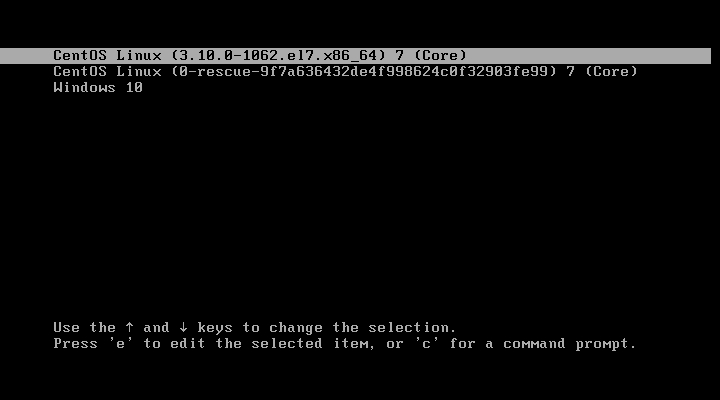 CentOS Linux (3.10.0-1062.el7.x86_64) 7 (Core)
CentOS Linux (0-rescue-9f7a636432de4f998624c0f32903fe99) 7 (Core)
Windows 10
Use the ↑ and ↓ keys to change the selection.
Press 'e' to edit the selected item, or 'c' for a command prompt.